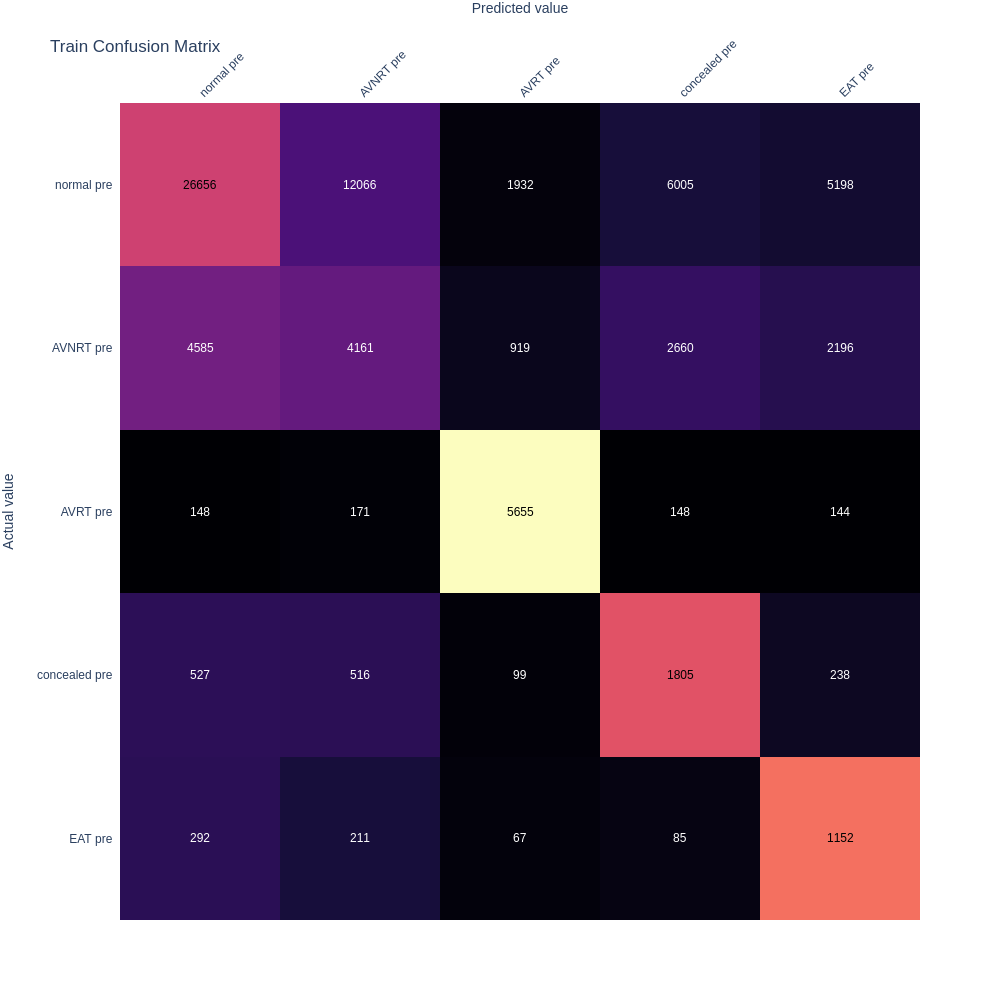 Predicted value
Train Confusion Matrix
normal pre AVNRT pre AVRT pre concealed pre EAT pre
normal pre 26656 12066 1932 6005 5198
AVNRT pre 4585 4161 919 2660 2196
Actual value
AVRT pre 148 171 5655 148 144
concealed pre 527 516 99 1805 238
EAT pre 292 211 67 85 1152